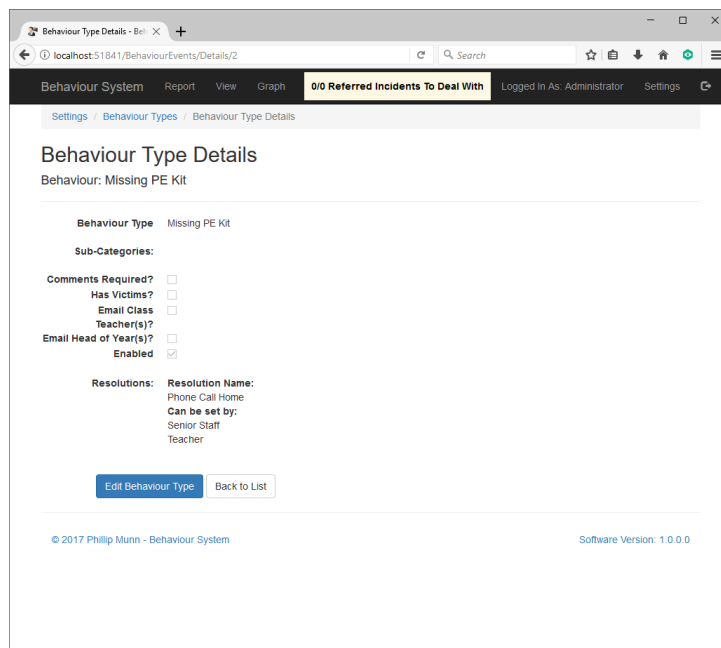 Behaviour Type Details - Beh
localhost:51841/BehaviourEvents/Details/2 Search
Behaviour System Report View Graph 0/0 Referred Incidents To Deal With Logged In As: Administrator Settings
Settings / Behaviour Types / Behaviour Type Details
Behaviour Type Details
Behaviour: Missing PE Kit
Behaviour Type Missing PE Kit
Sub-Categories:
Comments Required?
Has Victims?
Email Class
Teacher(s)?
Email Head of Year(s)?
Enabled
Resolutions: Resolution Name:
Phone Call Home
Can be set by:
Senior Staff
Teacher
Edit Behaviour Type Back to List
© 2017 Phillip Munn - Behaviour System Software Version: 1.0.0.0